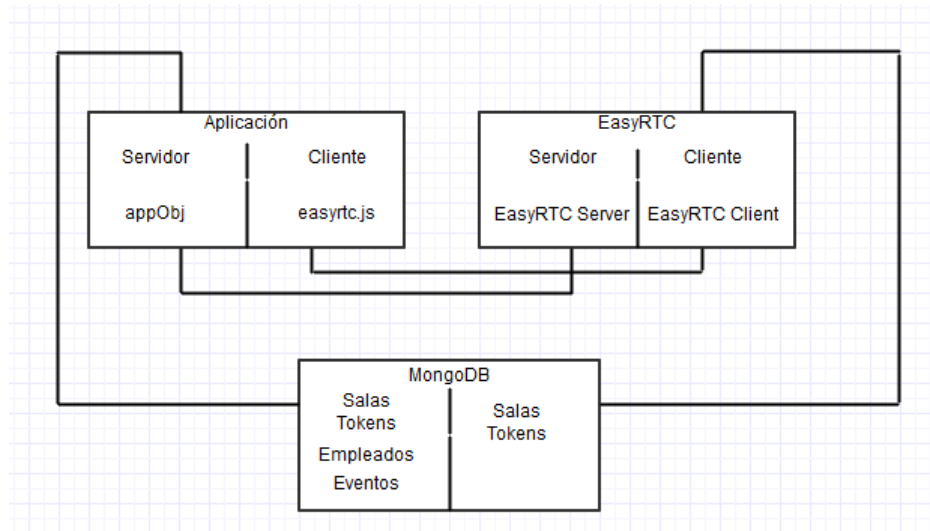 Aplicación
Servidor
Cliente
appObj
easyrtc.js
EasyRTC
Servidor
Cliente
EasyRTC Server
EasyRTC Client
MongoDB
Salas
Tokens
Empleados
Eventos
Salas
Tokens